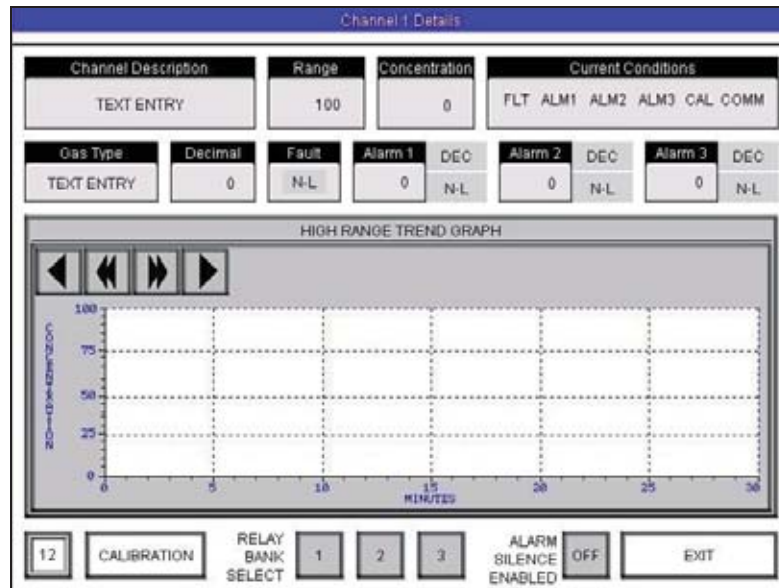 Channel 1 Details
Channel Description Range Concentration Current Conditions
TEXT ENTRY 100 0 FLT ALM1 ALM2 ALM3 CAL COMM
Gas Type Decimal Fault Alarm 1 DEC Alarm 2 DEC Alarm 3 DEC
TEXT ENTRY 0 N-L 0 N-L 0 N-L 0 N-L
HIGH RANGE TREND GRAPH
CONCENTRATION
100
75
50
25
0
0 5 10 15 20 25 30
MINUTES
12 CALIBRATION
RELAY
BANK
SELECT
1 2 3
ALARM
SILENCE
ENABLED
OFF
EXIT